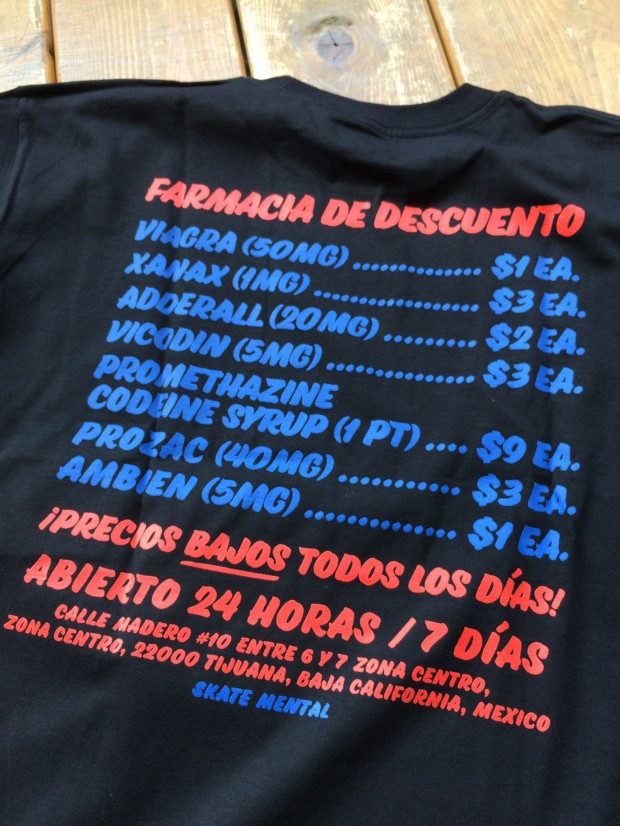 FARMACIA DE DESCUENTO
VIAGRA (50MG) .............. $1 EA.
XANAX (1MG) .................. $3 EA.
ADDERALL (20MG) .......... $2 EA.
VICODIN (5MG) ................ $3 EA.
PROMETHAZINE
CODEINE SYRUP (1 PT) .... $9 EA.
PROZAC (40MG) ............. $3 EA.
AMBIEN (5MG) ................ $1 EA.
¡PRECIOS BAJOS TODOS LOS DÍAS!
ABIERTO 24 HORAS / 7 DÍAS
CALLE MADERO #10 ENTRE 6 Y 7 ZONA CENTRO,
ZONA CENTRO, 22000 TIJUANA, BAJA CALIFORNIA, MEXICO
SKATE MENTAL